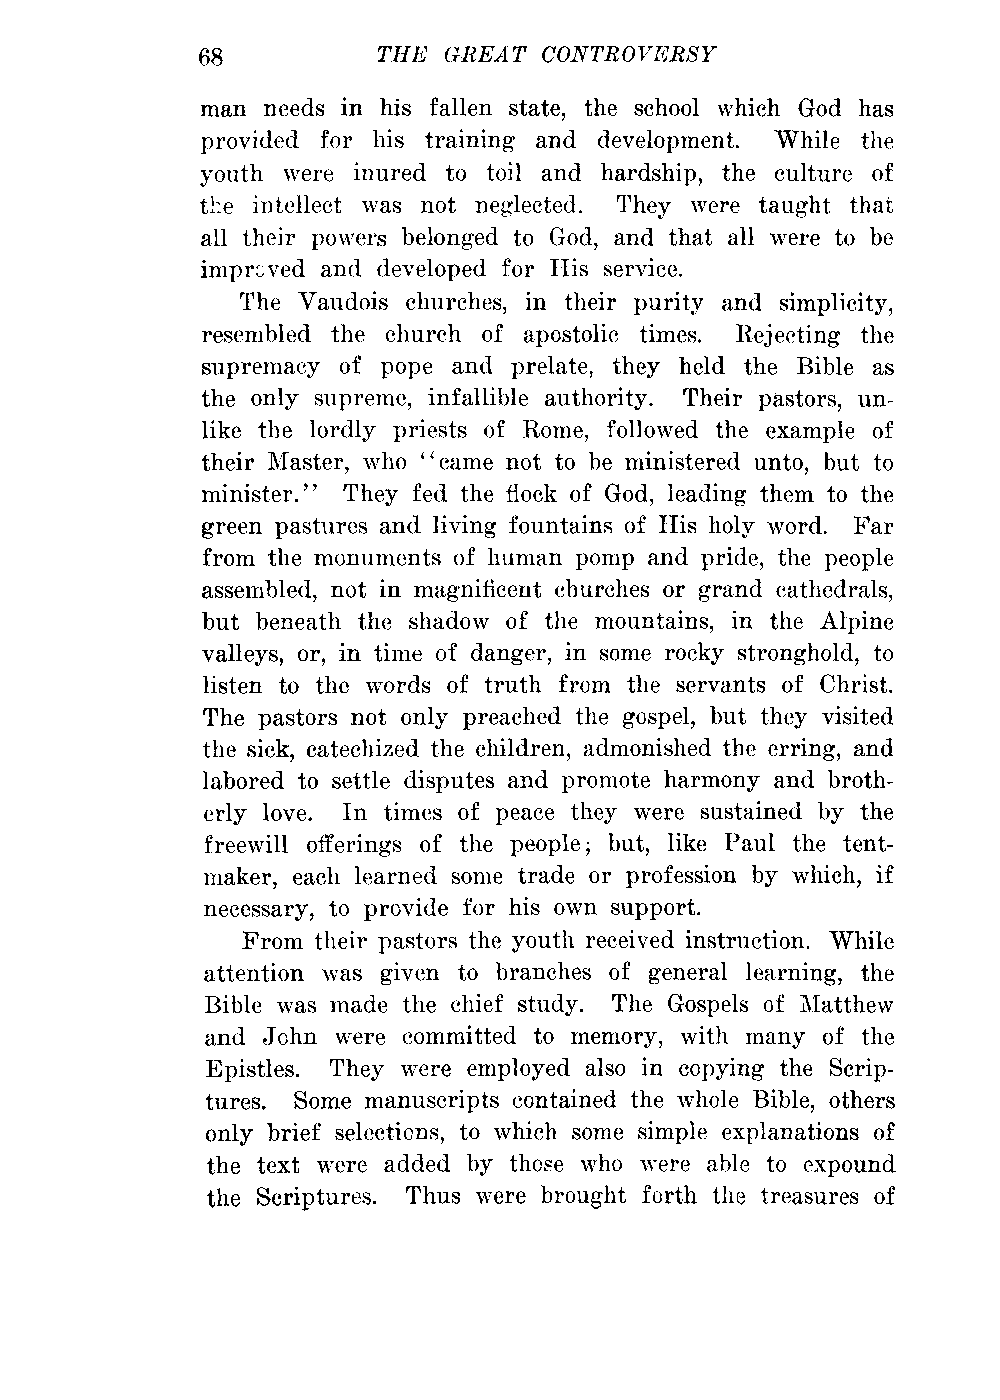 68 THE GREAT CONTROVERSY
man needs in his fallen state, the school which God has
provided for his training and development. While the
youth were inured to toil and hardship, the culture of
the intellect was not neglected. They were taught that
all their powers belonged to God, and that all were to be
improved and developed for His service.
The Vaudois churches, in their purity and simplicity,
resembled the church of apostolic times. Rejecting the
supremacy of pope and prelate, they held the Bible as
the only supreme, infallible authority. Their pastors, un-
like the lordly priests of Rome, followed the example of
their Master, who "came not to be ministered unto, but to
minister." They fed the flock of God, leading them to the
green pastures and living fountains of His holy word. Far
from the monuments of human pomp and pride, the people
assembled, not in magnificent churches or grand cathedrals,
but beneath the shadow of the mountains, in the Alpine
valleys, or, in time of danger, in some rocky stronghold, to
listen to the words of truth from the servants of Christ.
The pastors not only preached the gospel, but they visited
the sick, catechized the children, admonished the erring, and
labored to settle disputes and promote harmony and broth-
erly love. In times of peace they were sustained by the
freewill offerings of the people; but, like Paul the tent-
maker, each learned some trade or profession by which, if
necessary, to provide for his own support.
From their pastors the youth received instruction. While
attention was given to branches of general learning, the
Bible was made the chief study. The Gospels of Matthew
and John were committed to memory, with many of the
Epistles. They were employed also in copying the Scrip-
tures. Some manuscripts contained the whole Bible, others
only brief selections, to which some simple explanations of
the text were added by those who were able to expound
the Scriptures. Thus were brought forth the treasures of